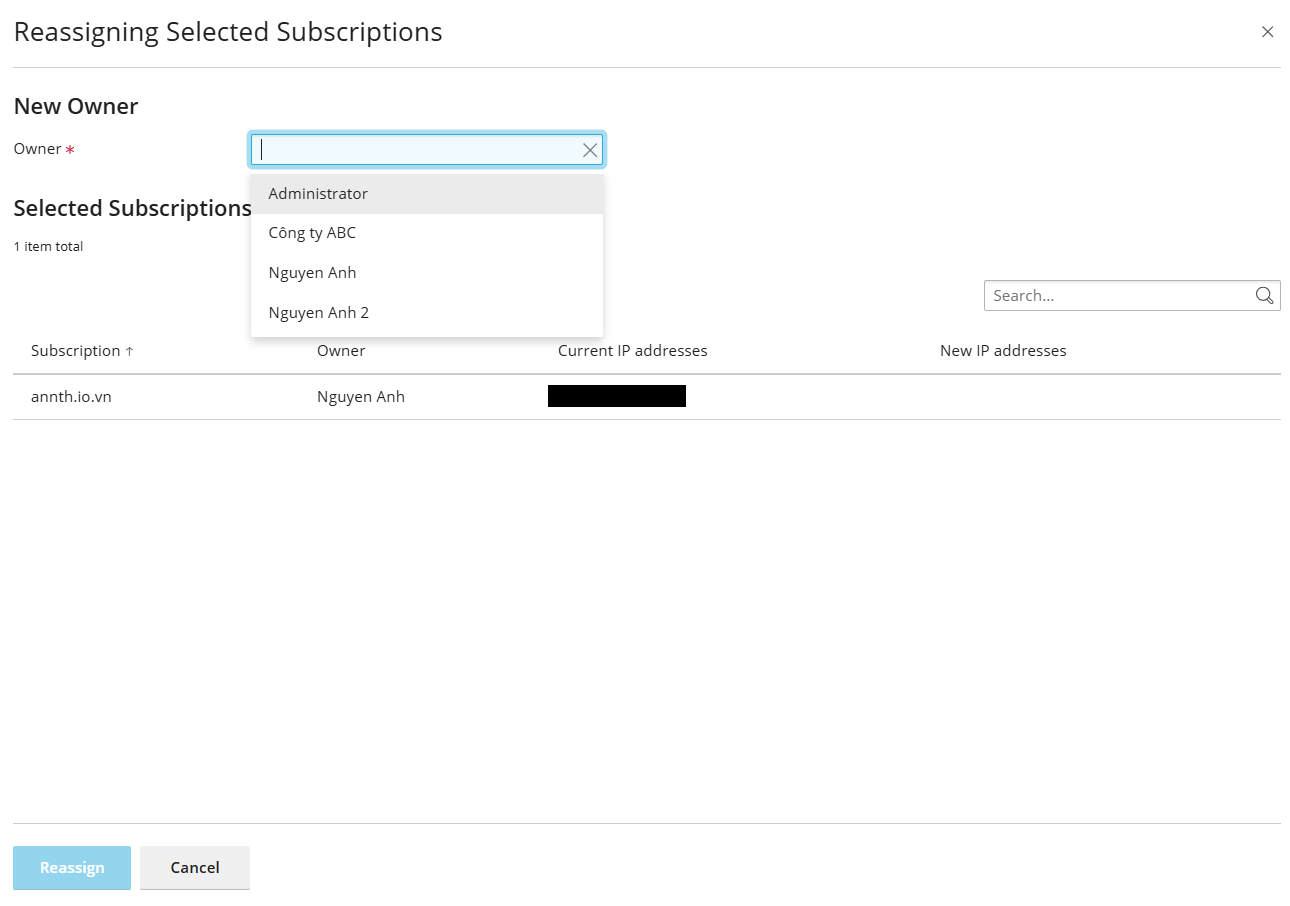 Reassigning Selected Subscriptions
New Owner
Owner *
Administrator
Công ty ABC
Nguyen Anh
Nguyen Anh 2
Selected Subscriptions
1 item total
Search...
Subscription ↑ Owner Current IP addresses New IP addresses
annth.io.vn Nguyen Anh
Reassign Cancel